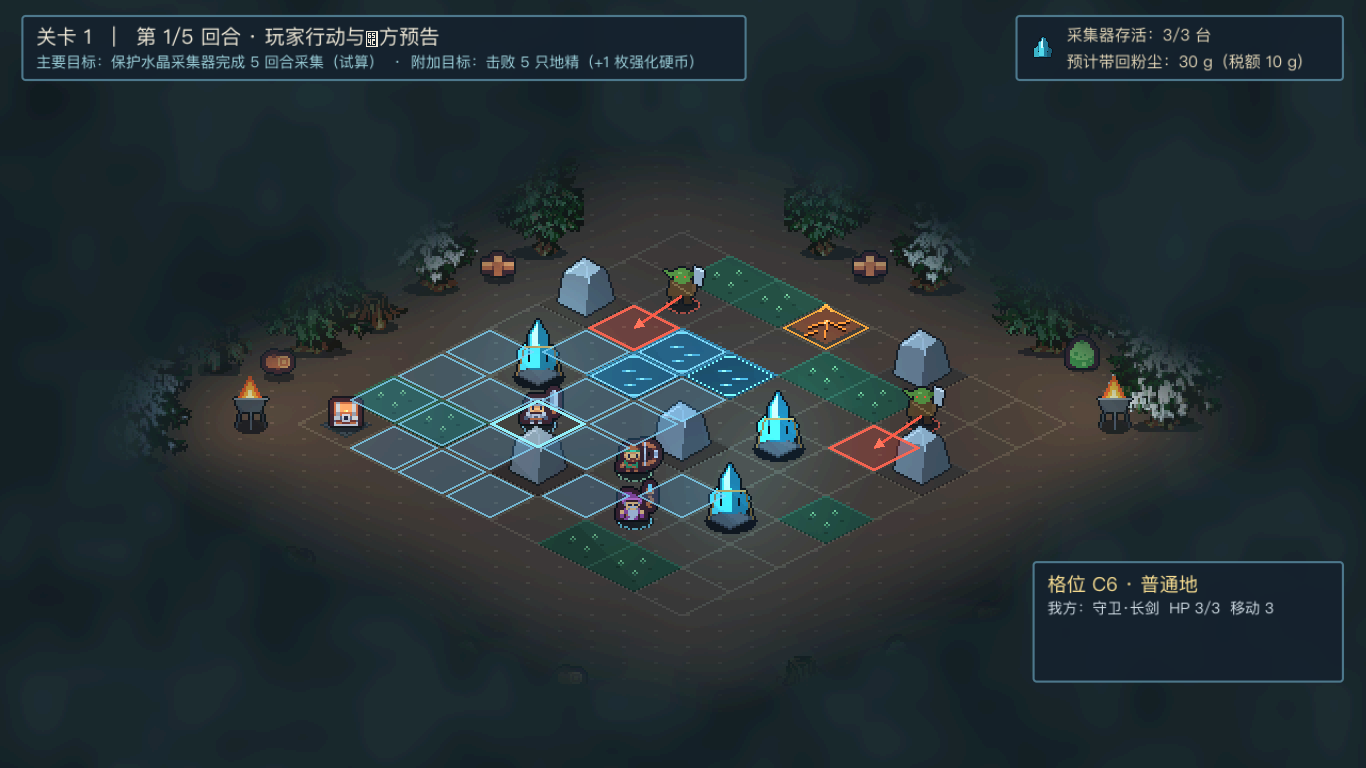 关卡 1 | 第 1/5 回合 · 玩家行动与方预告
主要目标：保护水晶采集器完成 5 回合采集（试算） · 附加目标：击败 5 只地精（+1 枚强化硬币）
采集器存活：3/3 台
预计带回粉尘：30 g（税额 10 g）
格位 C6 · 普通地
我方：守卫·长剑 HP 3/3 移动 3